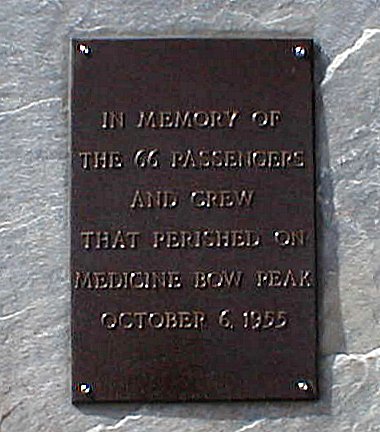 IN MEMORY OF
THE 66 PASSENGERS
AND CREW
THAT PERISHED ON
MEDICINE BOW PEAK
OCTOBER 6, 1955